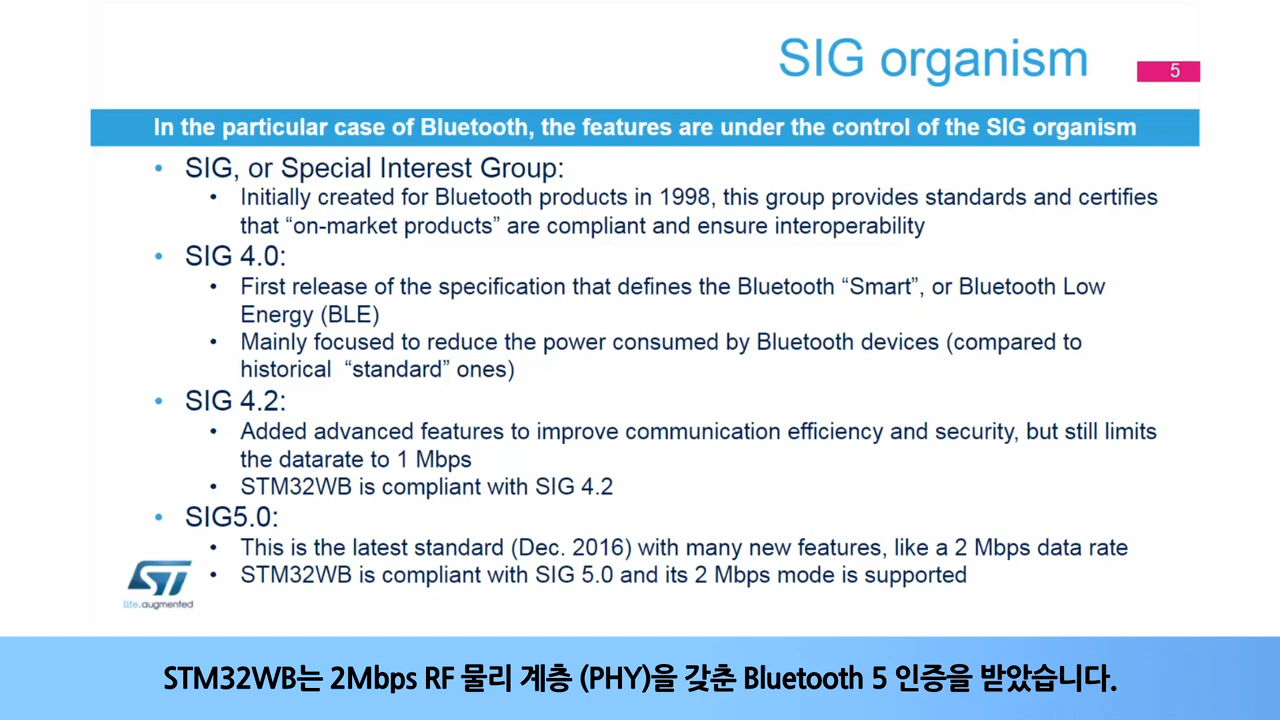 SIG organism
5
In the particular case of Bluetooth, the features are under the control of the SIG organism
• SIG, or Special Interest Group:
• Initially created for Bluetooth products in 1998, this group provides standards and certifies
that “on-market products” are compliant and ensure interoperability
• SIG 4.0:
• First release of the specification that defines the Bluetooth “Smart”, or Bluetooth Low
Energy (BLE)
• Mainly focused to reduce the power consumed by Bluetooth devices (compared to
historical “standard” ones)
• SIG 4.2:
• Added advanced features to improve communication efficiency and security, but still limits
the datarate to 1 Mbps
• STM32WB is compliant with SIG 4.2
• SIG5.0:
• This is the latest standard (Dec. 2016) with many new features, like a 2 Mbps data rate
• STM32WB is compliant with SIG 5.0 and its 2 Mbps mode is supported
ST
life.augmented
STM32WB는 2Mbps RF 물리 계층 (PHY)을 갖춘 Bluetooth 5 인증을 받았습니다.